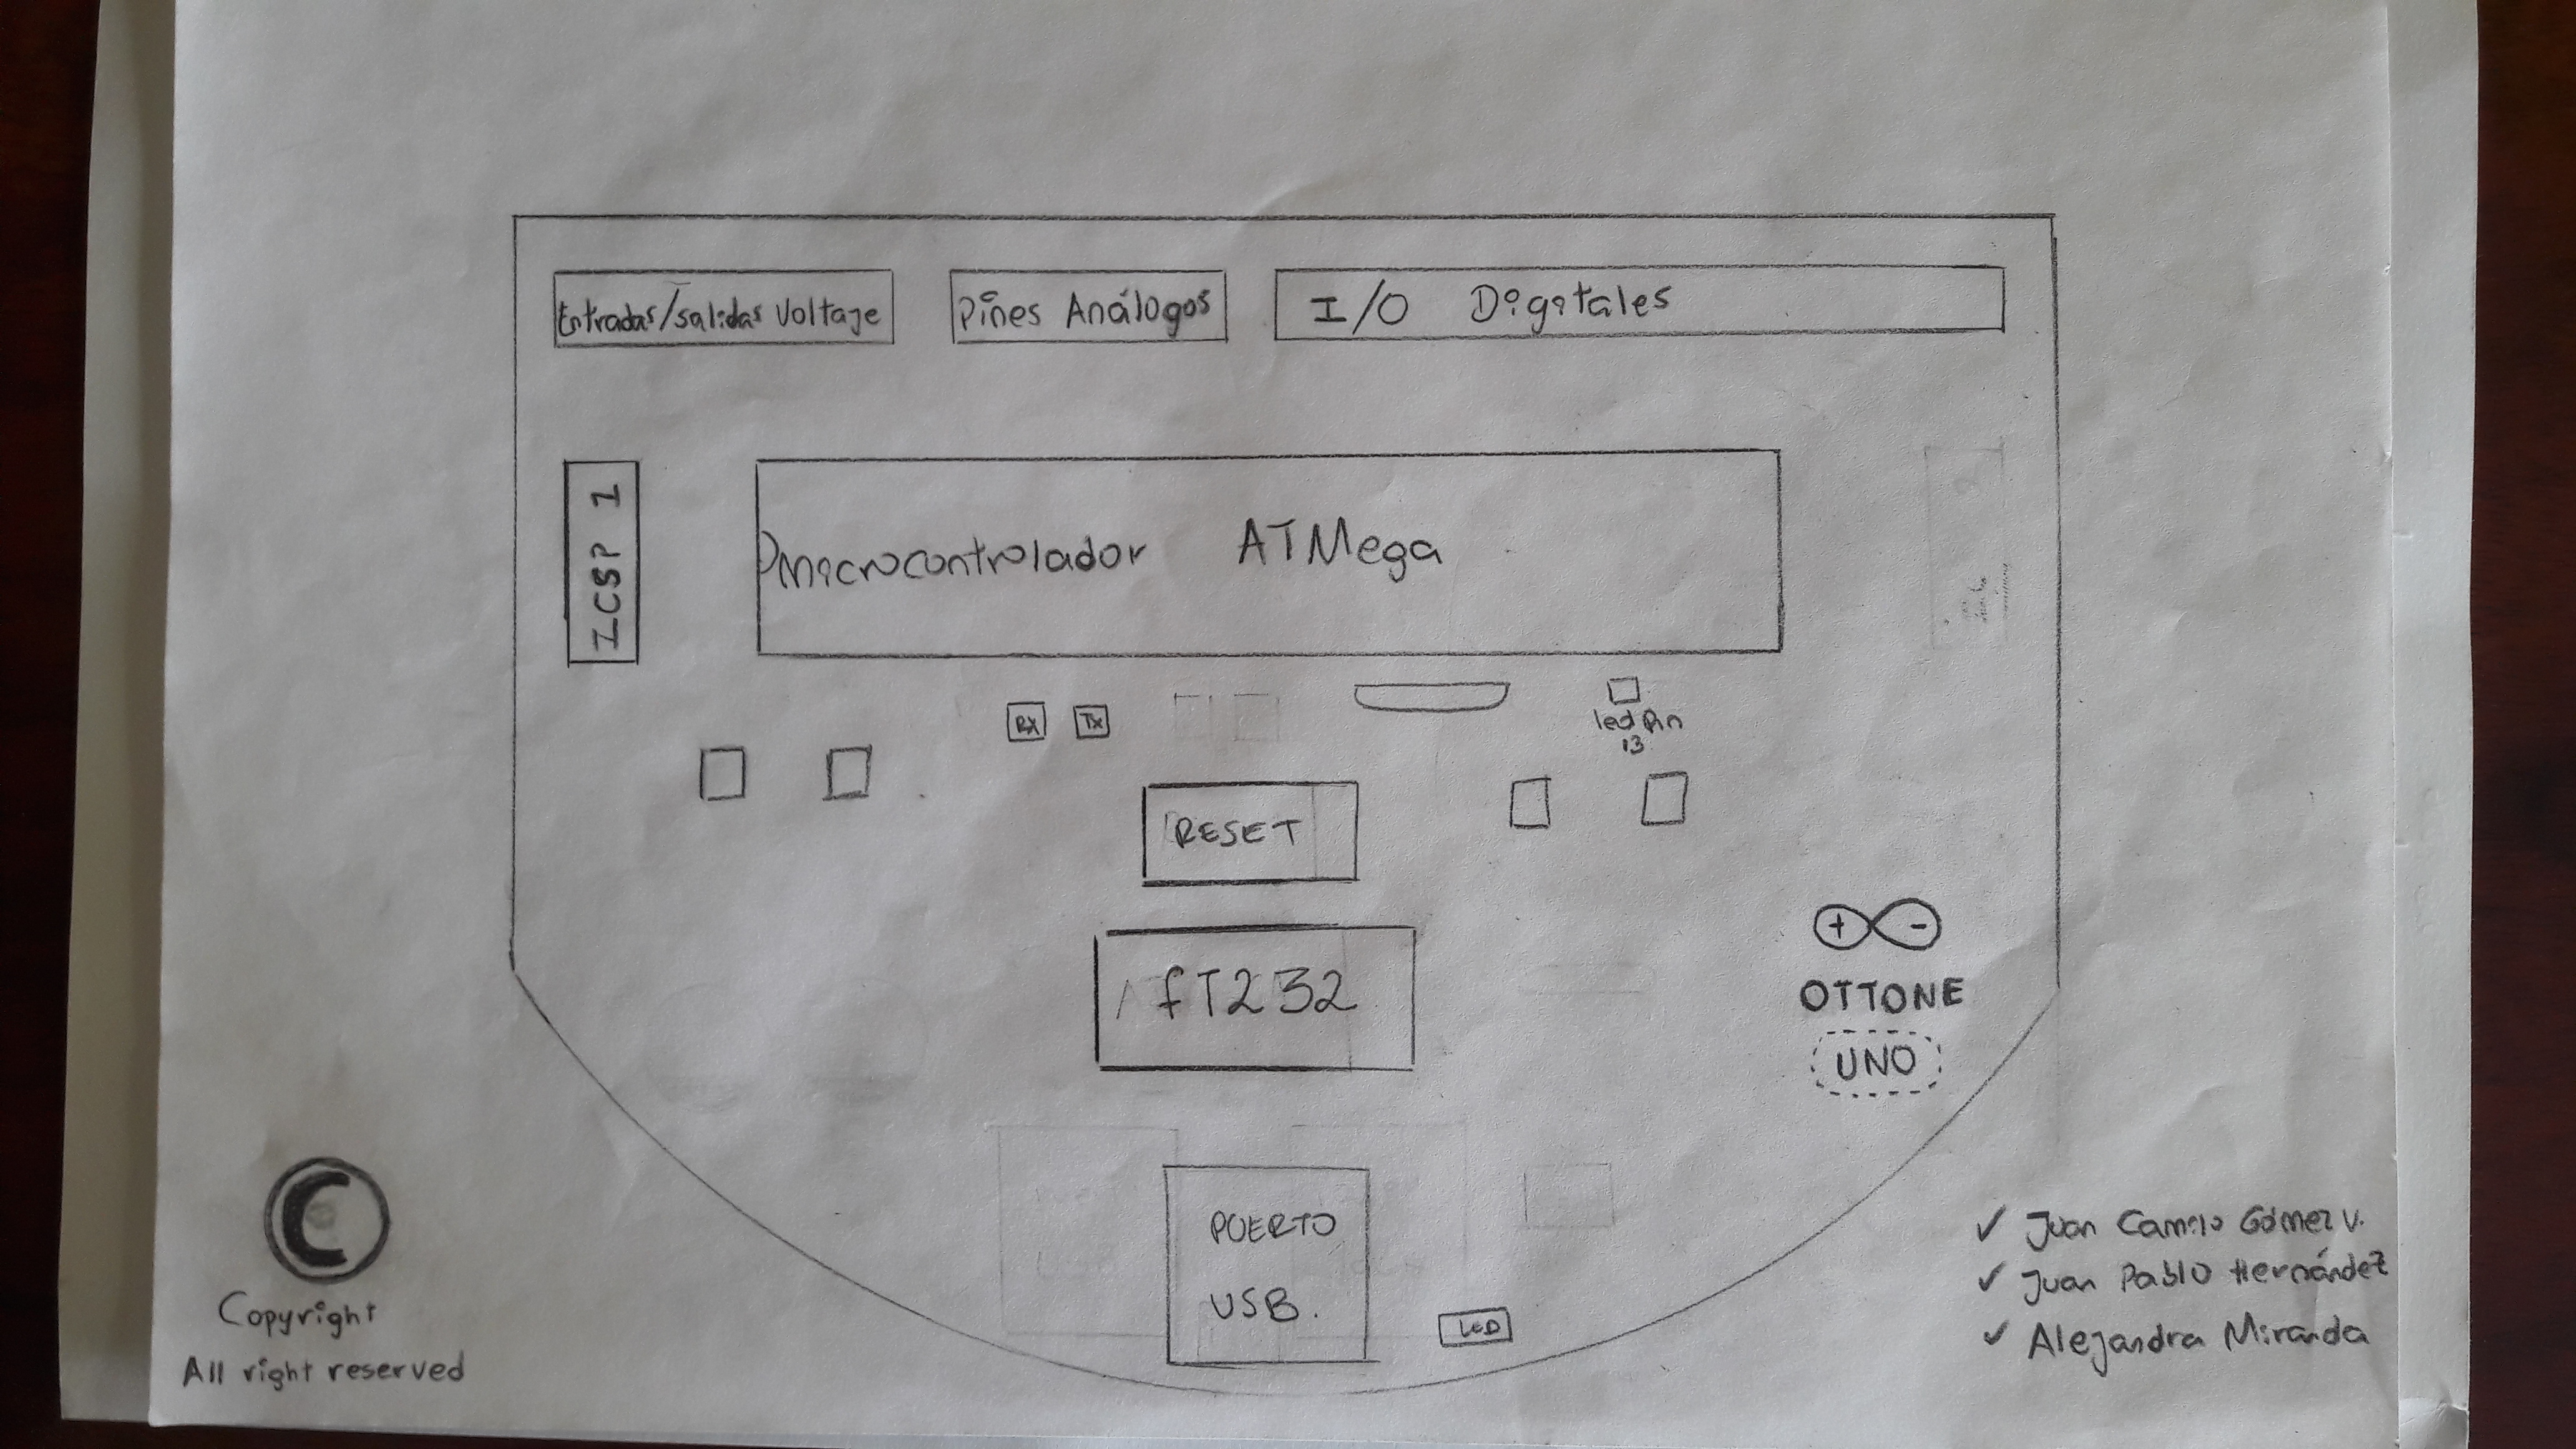 Entradas/salidas Voltaje
Pines Análogos
I/O Digitales
ICSP 1
microcontrolador ATMega
RX
TX
led Pin
13
RESET
fT232
+ -
OTTONE
UNO
PUERTO
USB.
LED
C
Copyright
All right reserved
✓ Juan Camilo Gómez V.
✓ Juan Pablo Hernández
✓ Alejandra Miranda